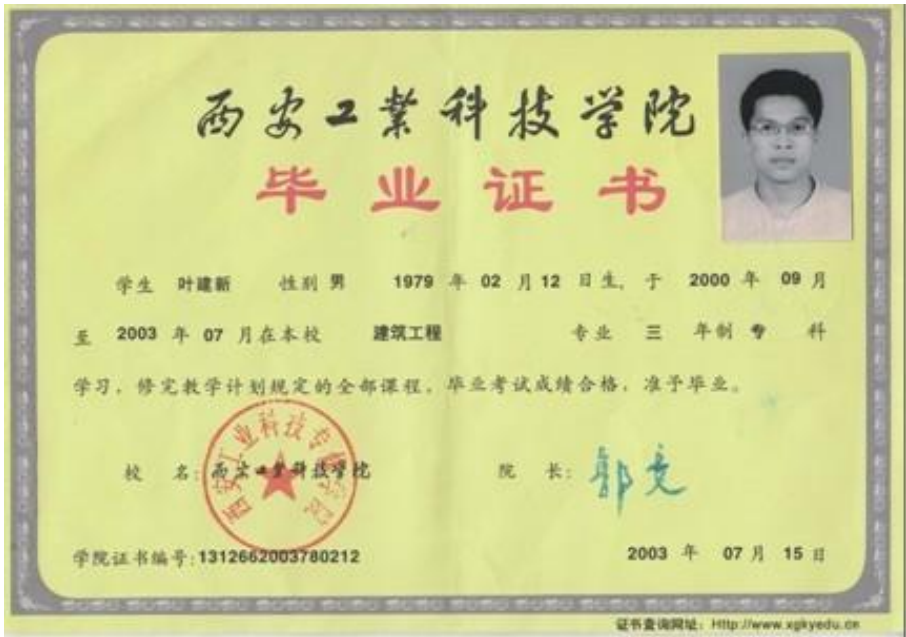 西安工業科技学院
毕业证书
学生 叶建新 性别 男 1979 年 02 月 12 日生, 于 2000 年 09 月
至 2003 年 07 月在本校 建筑工程 专业 三 年制 专 科
学习, 修完教学计划规定的全部课程, 毕业考试成绩合格, 准予毕业。
校 名: 西安工业科技学院
院 长:
学院证书编号: 1312662003780212
2003 年 07 月 15 日
证书查询网址: Http://www.xgkyedu.cn